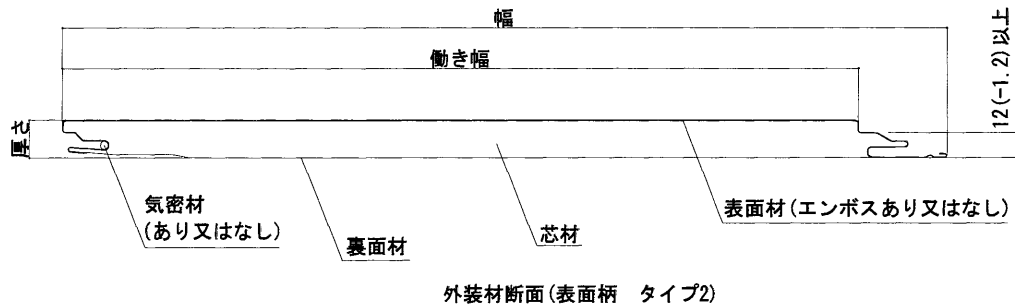 幅
働き幅
12(-1.2)以上
厚さ
気密材
(あり又はなし)
裏面材
芯材
表面材(エンボスあり又はなし)
外装材断面(表面柄 タイプ2)